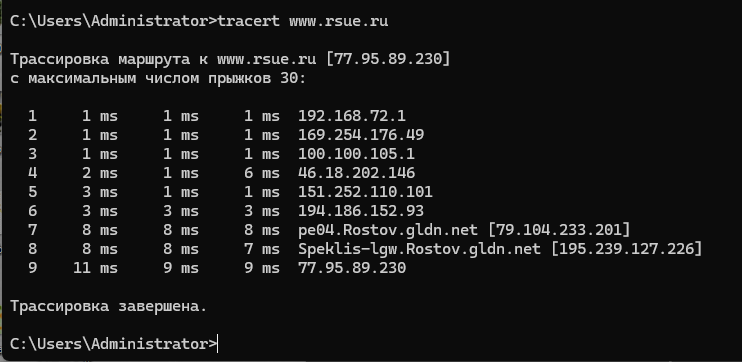 C:\Users\Administrator>tracert www.rsue.ru
Трассировка маршрута к www.rsue.ru [77.95.89.230]
с максимальным числом прыжков 30:
1 1 ms 1 ms 1 ms 192.168.72.1
2 1 ms 1 ms 1 ms 169.254.176.49
3 1 ms 1 ms 1 ms 100.100.105.1
4 2 ms 1 ms 6 ms 46.18.202.146
5 3 ms 1 ms 1 ms 151.252.110.101
6 3 ms 3 ms 3 ms 194.186.152.93
7 8 ms 8 ms 8 ms pe04.Rostov.gldn.net [79.104.233.201]
8 8 ms 8 ms 7 ms Speklis-lgw.Rostov.gldn.net [195.239.127.226]
9 11 ms 9 ms 9 ms 77.95.89.230
Трассировка завершена.
C:\Users\Administrator>